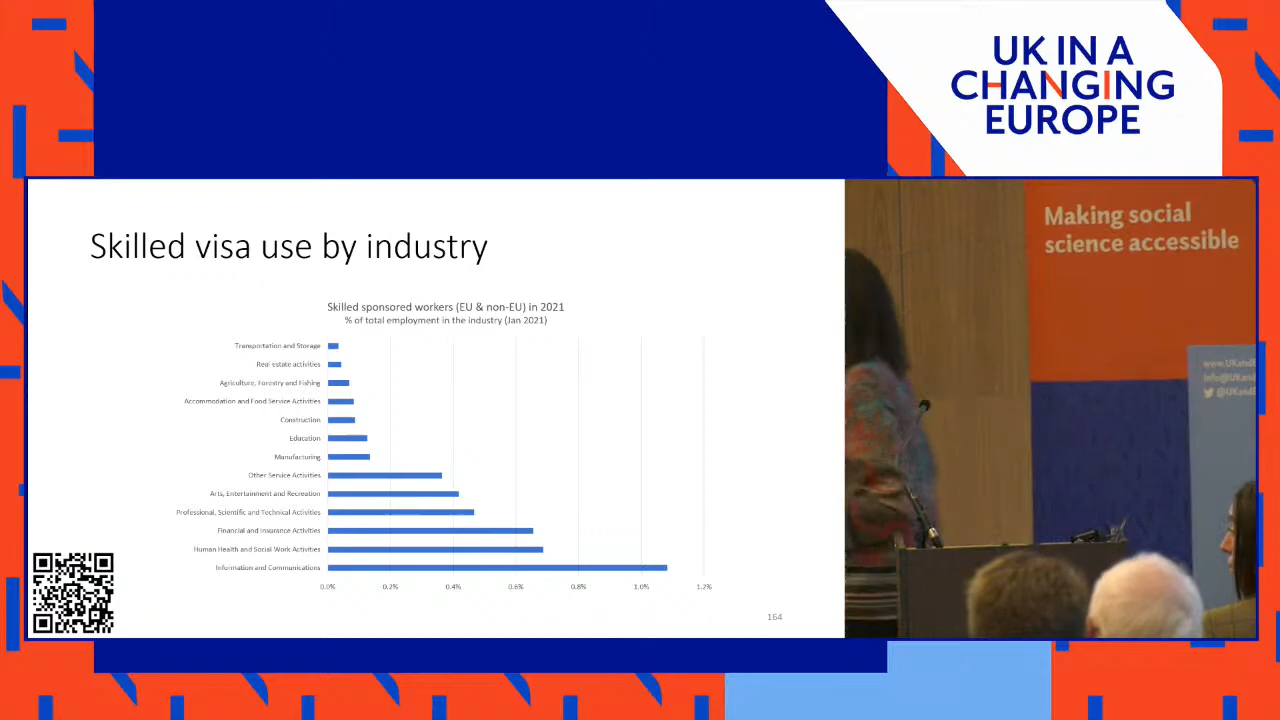 UK IN A
CHANGING
EUROPE
Making social
science accessible
Skilled visa use by industry
Skilled sponsored workers (EU & non-EU) in 2021
% of total employment in the industry (Jan 2021)
Transportation and Storage
Real estate activities
Agriculture, Forestry and Fishing
Accommodation and Food Service Activities
Construction
Education
Manufacturing
Other Service Activities
Arts, Entertainment and Recreation
Professional, Scientific and Technical Activities
Financial and Insurance Activities
Human Health and Social Work Activities
Information and Communications
0.0% 0.2% 0.4% 0.6% 0.8% 1.0% 1.2%
164